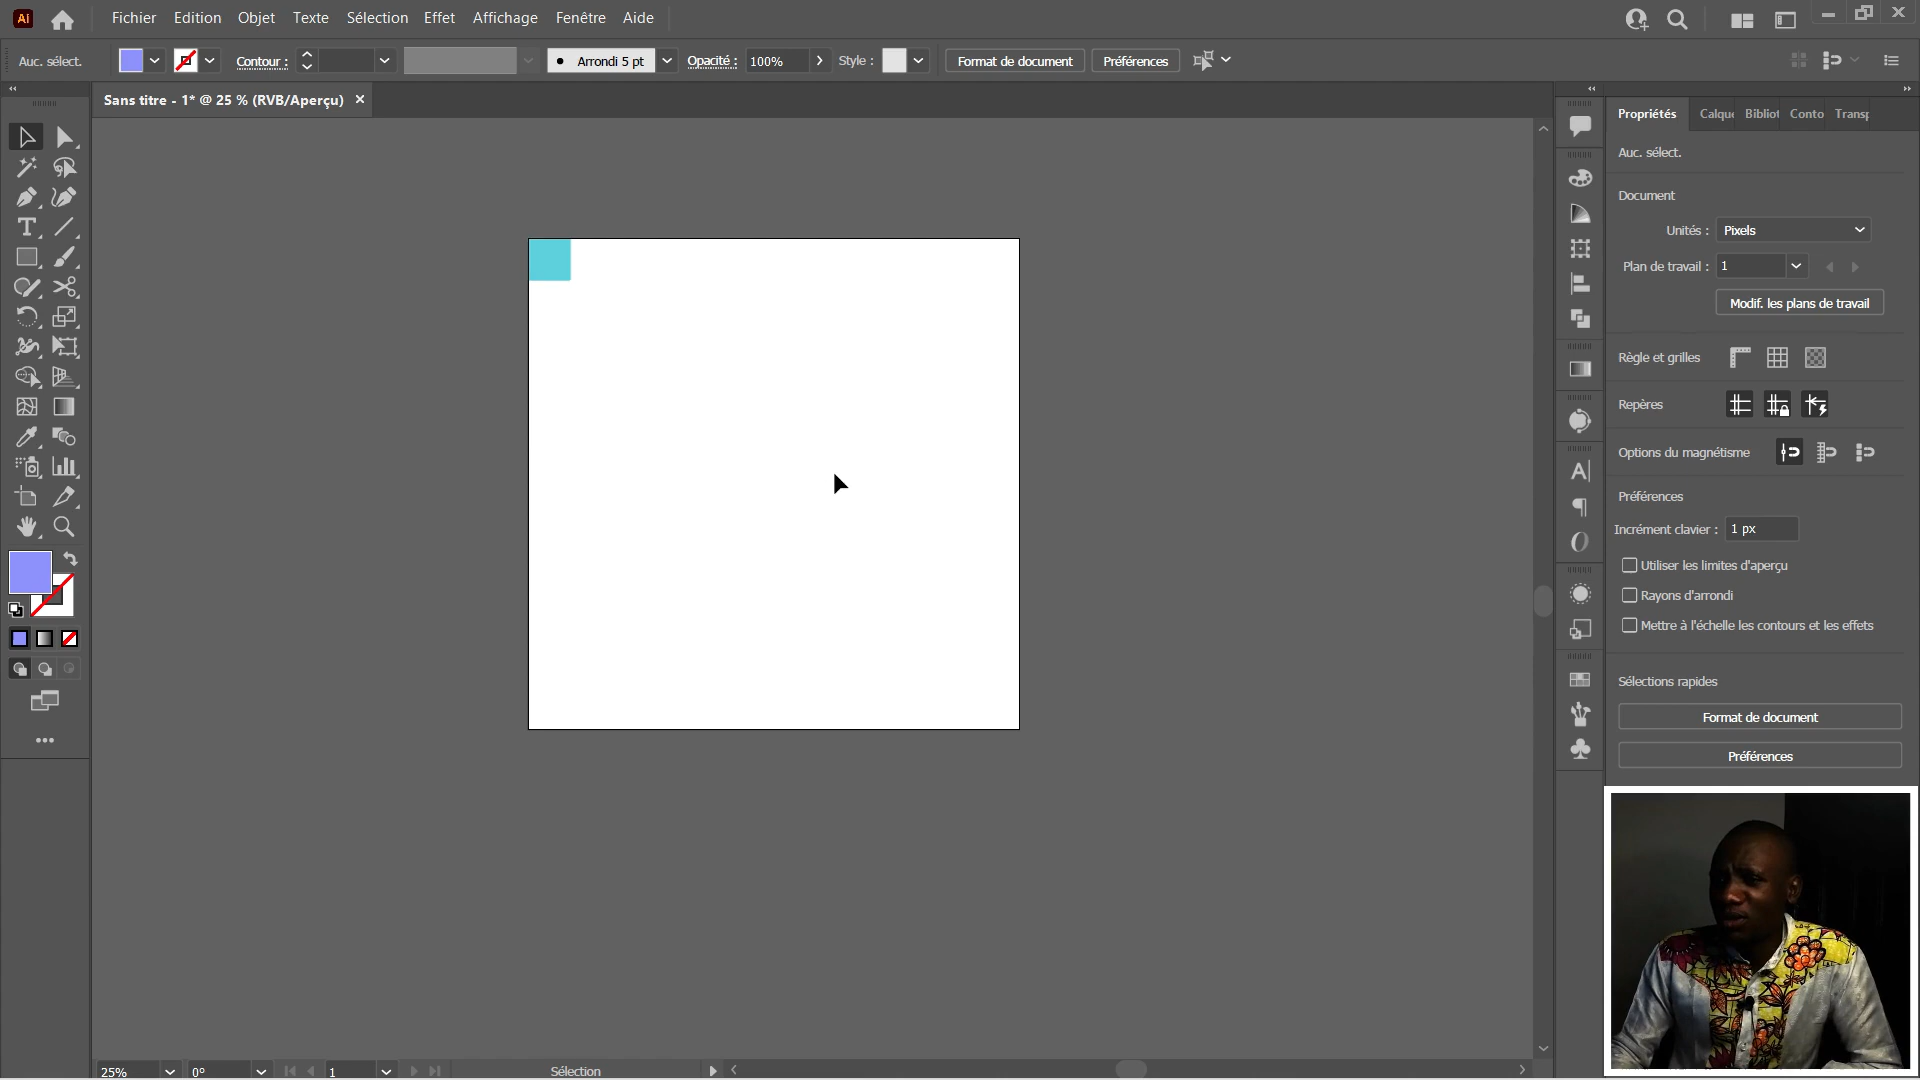 Ai
Fichier Edition Objet Texte Sélection Effet Affichage Fenêtre Aide
Auc. sélect. Contour : Arrondi 5 pt Opacité : 100% Style : Format de document Préférences
Sans titre - 1* @ 25 % (RVB/Aperçu)
Propriétés Calque Bibliot Conto Transp
Auc. sélect.
Document
Unités : Pixels
Plan de travail : 1
Modif. les plans de travail
Règle et grilles
Repères
Options du magnétisme
Préférences
Incrément clavier : 1 px
Utiliser les limites d'aperçu
Rayons d'arrondi
Mettre à l'échelle les contours et les effets
Sélections rapides
Format de document
Préférences
25% 0° 1 Sélection